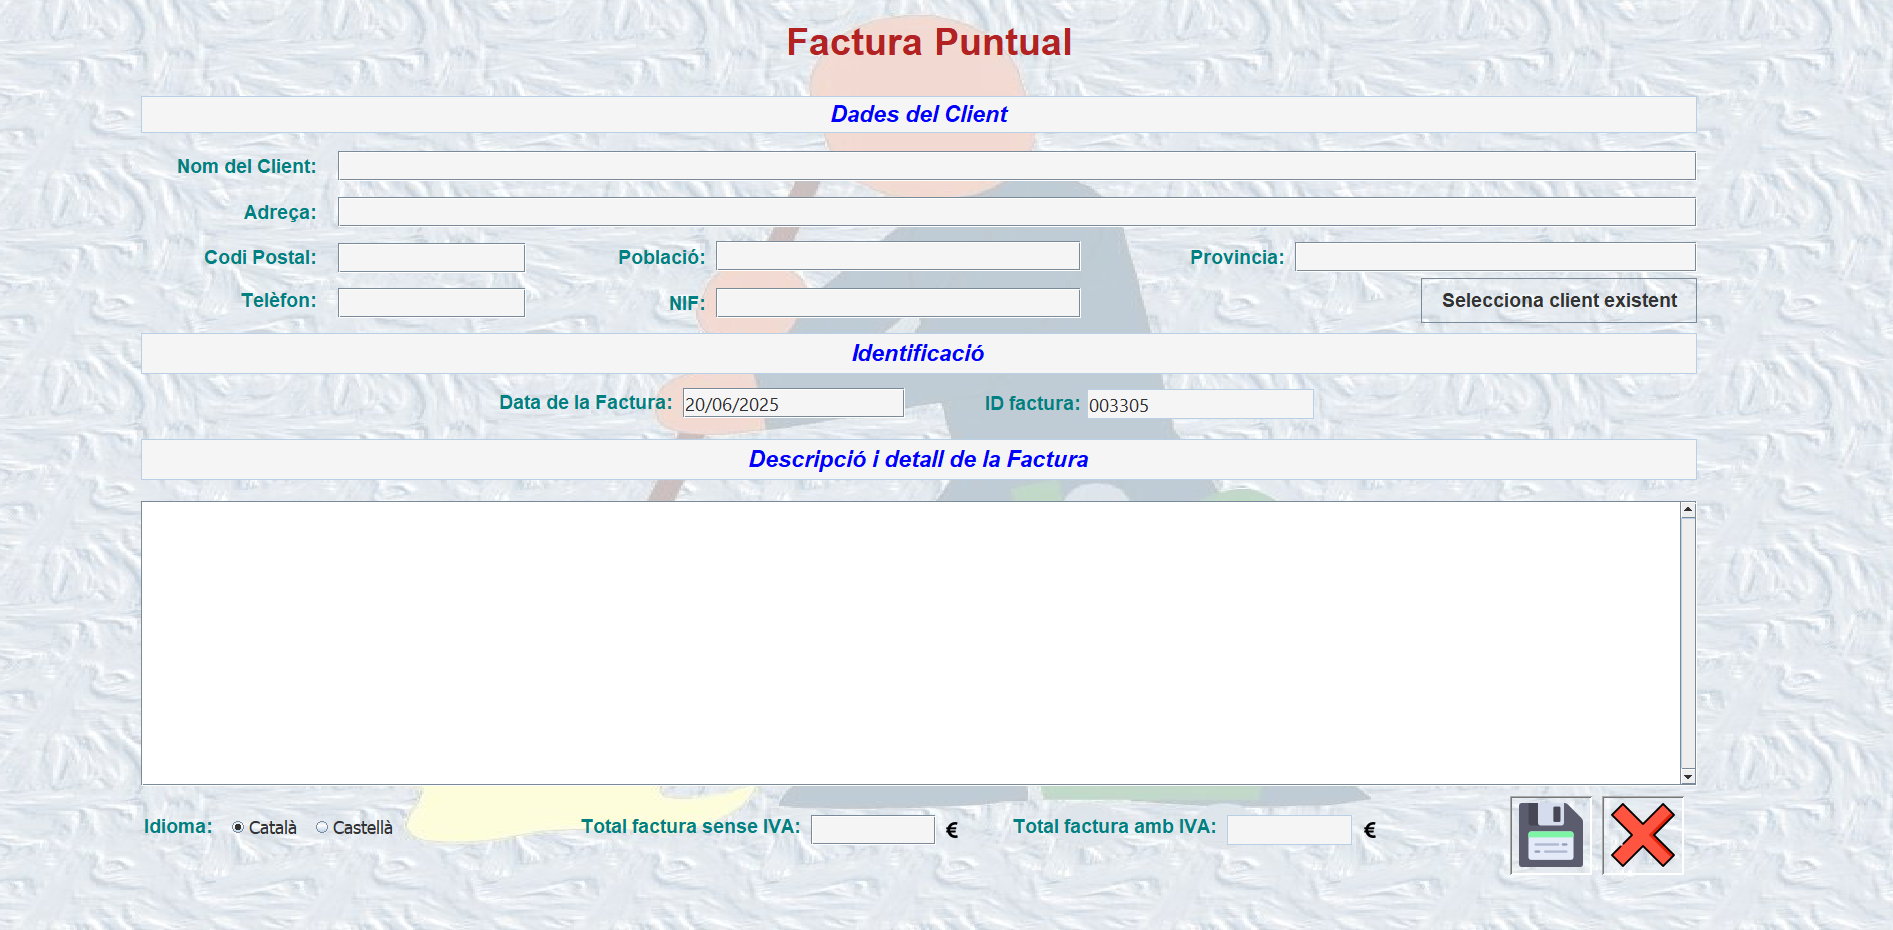 Factura Puntual
Dades del Client
Nom del Client:
Adreça:
Codi Postal: Població: Provincia:
Telèfon: NIF: Selecciona client existent
Identificació
Data de la Factura: 20/06/2025 ID factura: 003305
Descripció i detall de la Factura
Idioma: Català Castellà Total factura sense IVA: € Total factura amb IVA: €